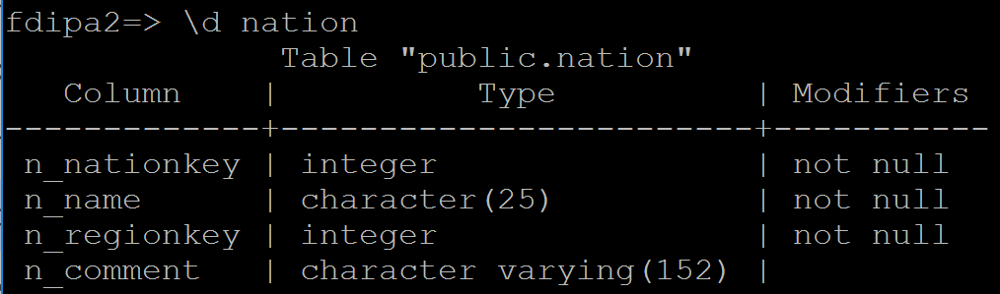 fdipa2=> \d nation
Table "public.nation"
Column | Type | Modifiers
-------------+------------------------+-----------
n_nationkey | integer | not null
n_name | character(25) | not null
n_regionkey | integer | not null
n_comment | character varying(152) |